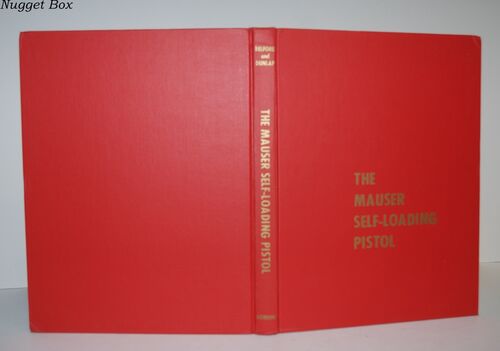 Nugget Box
BELFORD
and
DUNLAP
THE MAUSER SELF-LOADING PISTOL
THE
MAUSER
SELF-LOADING
PISTOL